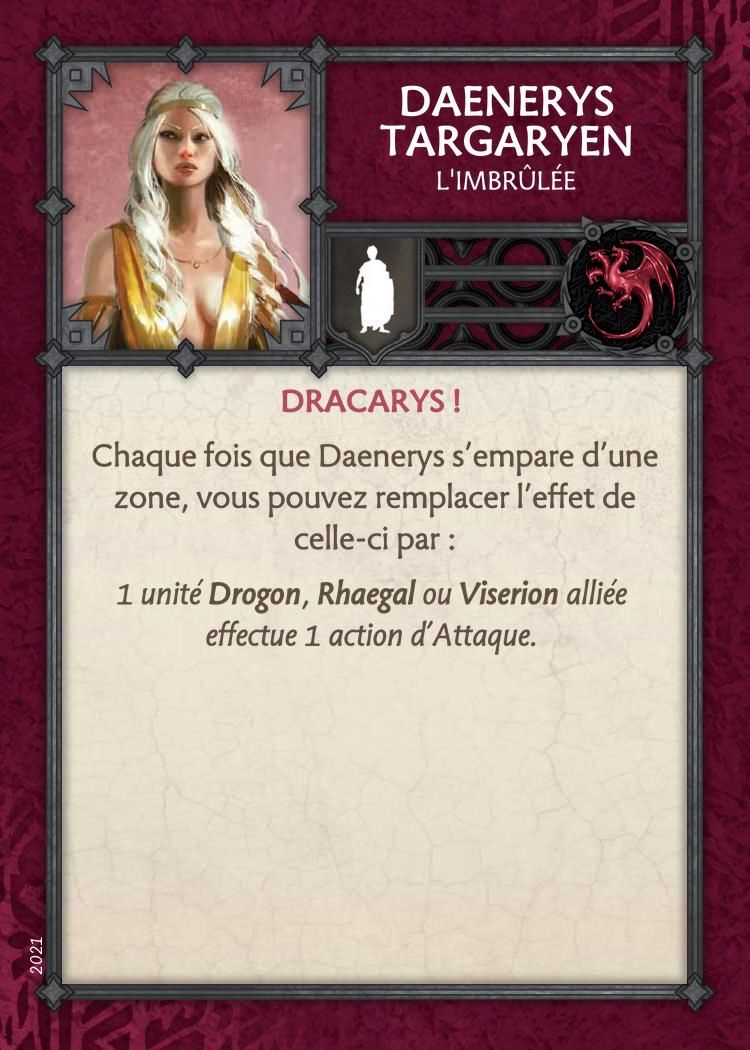 DAENERYS
TARGARYEN
L'IMBRÛLÉE
DRACARYS !
Chaque fois que Daenerys s’empare d’une
zone, vous pouvez remplacer l’effet de
celle-ci par :
1 unité Drogon, Rhaegal ou Viserion alliée
effectue 1 action d’Attaque.
2021